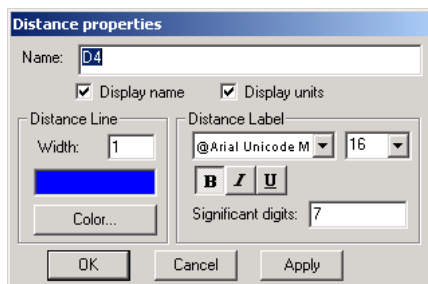 Distance properties
Name: D4
Display name Display units
Distance Line Distance Label
Width: 1 @Arial Unicode M 16
B I U
Color... Significant digits: 7
OK Cancel Apply